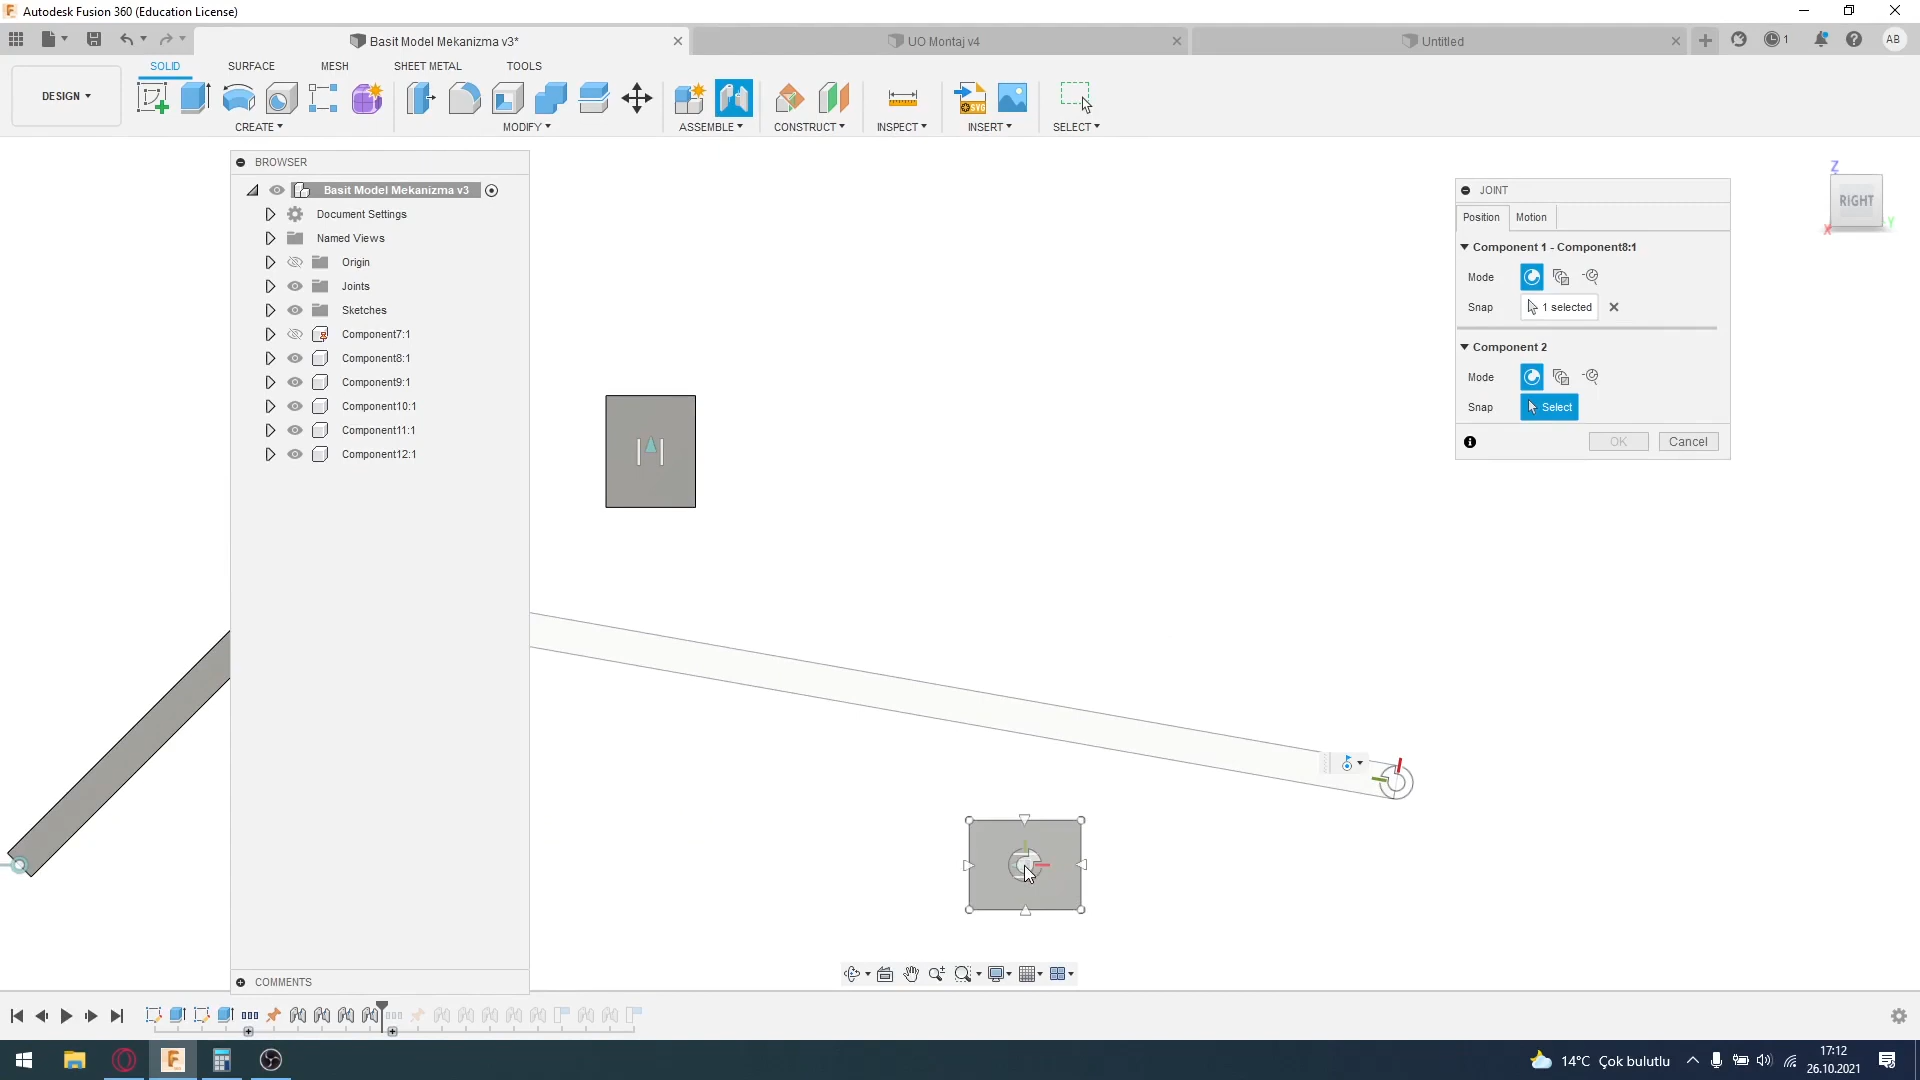 Autodesk Fusion 360 (Education License)
Basit Model Mekanizma v3*
UO Montaj v4
Untitled
1
AB
DESIGN
SOLID
SURFACE
MESH
SHEET METAL
TOOLS
CREATE
MODIFY
ASSEMBLE
CONSTRUCT
INSPECT
INSERT
SELECT
BROWSER
Basit Model Mekanizma v3
Document Settings
Named Views
Origin
Joints
Sketches
Component7:1
Component8:1
Component9:1
Component10:1
Component11:1
Component12:1
COMMENTS
JOINT
Position
Motion
Component 1 - Component8:1
Mode
Snap
1 selected
Component 2
Mode
Snap
Select
OK
Cancel
Z
RIGHT
X
Y
14°C Çok bulutlu
17:12
26.10.2021